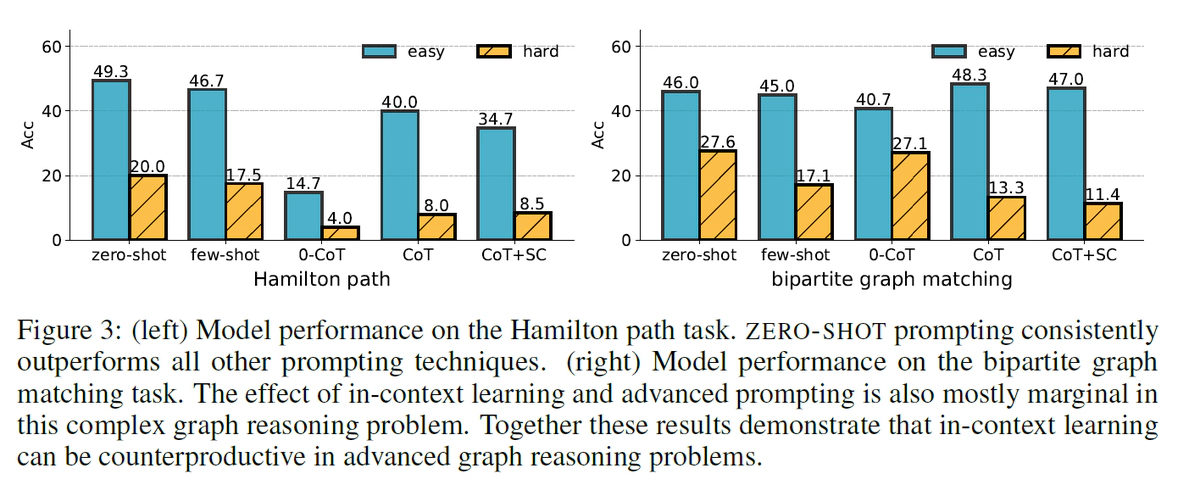 60
40
20
0
Acc
easy
hard
49.3
20.0
46.7
17.5
14.7
4.0
40.0
8.0
34.7
8.5
zero-shot few-shot 0-CoT CoT CoT+SC
Hamilton path
60
40
20
0
Acc
easy
hard
46.0
27.6
45.0
17.1
40.7
27.1
48.3
13.3
47.0
11.4
zero-shot few-shot 0-CoT CoT CoT+SC
bipartite graph matching
Figure 3: (left) Model performance on the Hamilton path task. ZERO-SHOT prompting consistently
outperforms all other prompting techniques. (right) Model performance on the bipartite graph
matching task. The effect of in-context learning and advanced prompting is also mostly marginal in
this complex graph reasoning problem. Together these results demonstrate that in-context learning
can be counterproductive in advanced graph reasoning problems.